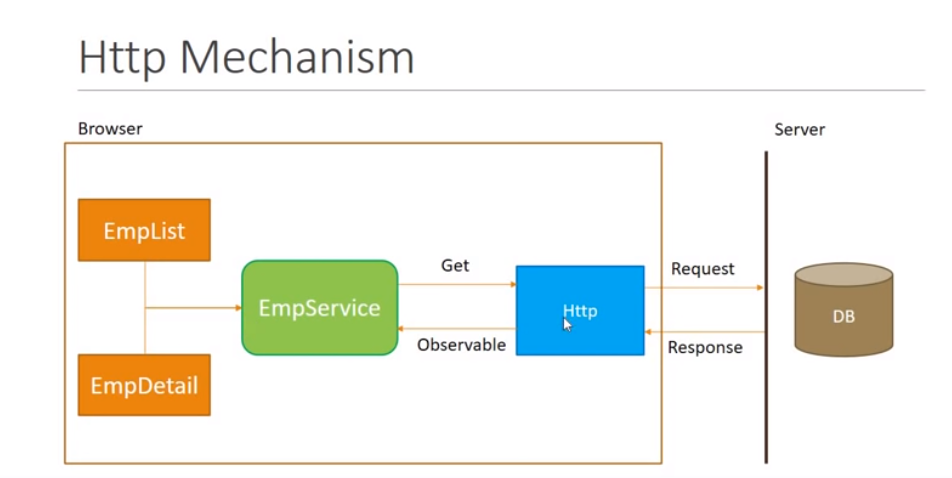 Http Mechanism
Browser
Server
EmpList
EmpService
EmpDetail
Get
Observable
Http
Request
Response
DB